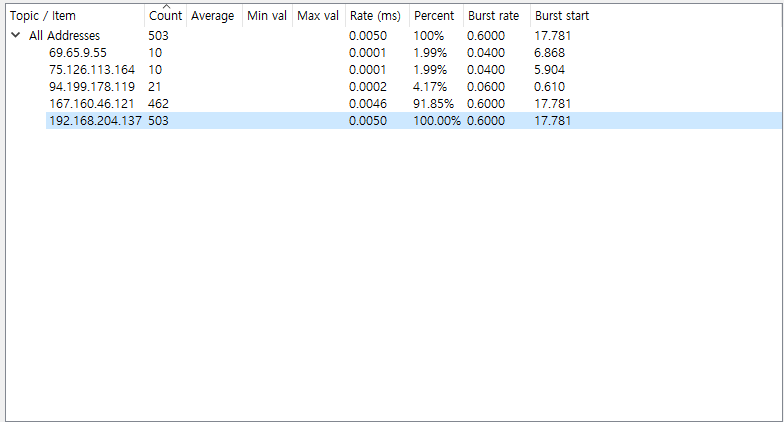 Topic / Item Count Average Min val Max val Rate (ms) Percent Burst rate Burst start
All Addresses 503 0.0050 100% 0.6000 17.781
69.65.9.55 10 0.0001 1.99% 0.0400 6.868
75.126.113.164 10 0.0001 1.99% 0.0400 5.904
94.199.178.119 21 0.0002 4.17% 0.0600 0.610
167.160.46.121 462 0.0046 91.85% 0.6000 17.781
192.168.204.137 503 0.0050 100.00% 0.6000 17.781